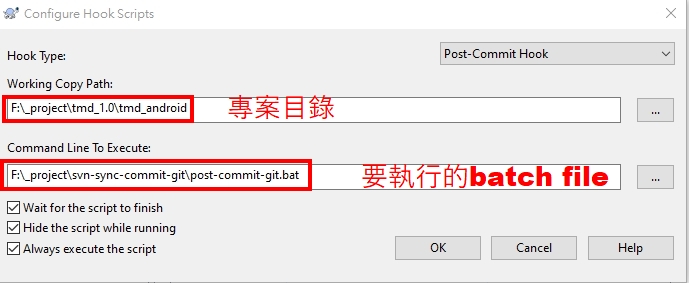 Configure Hook Scripts
Hook Type:
Post-Commit Hook
Working Copy Path:
F:\_project\tmd_1.0\tmd_android
專案目錄
...
Command Line To Execute:
F:\_project\svn-sync-commit-git\post-commit-git.bat
要執行的batch file
...
Wait for the script to finish
Hide the script while running
Always execute the script
OK
Cancel
Help